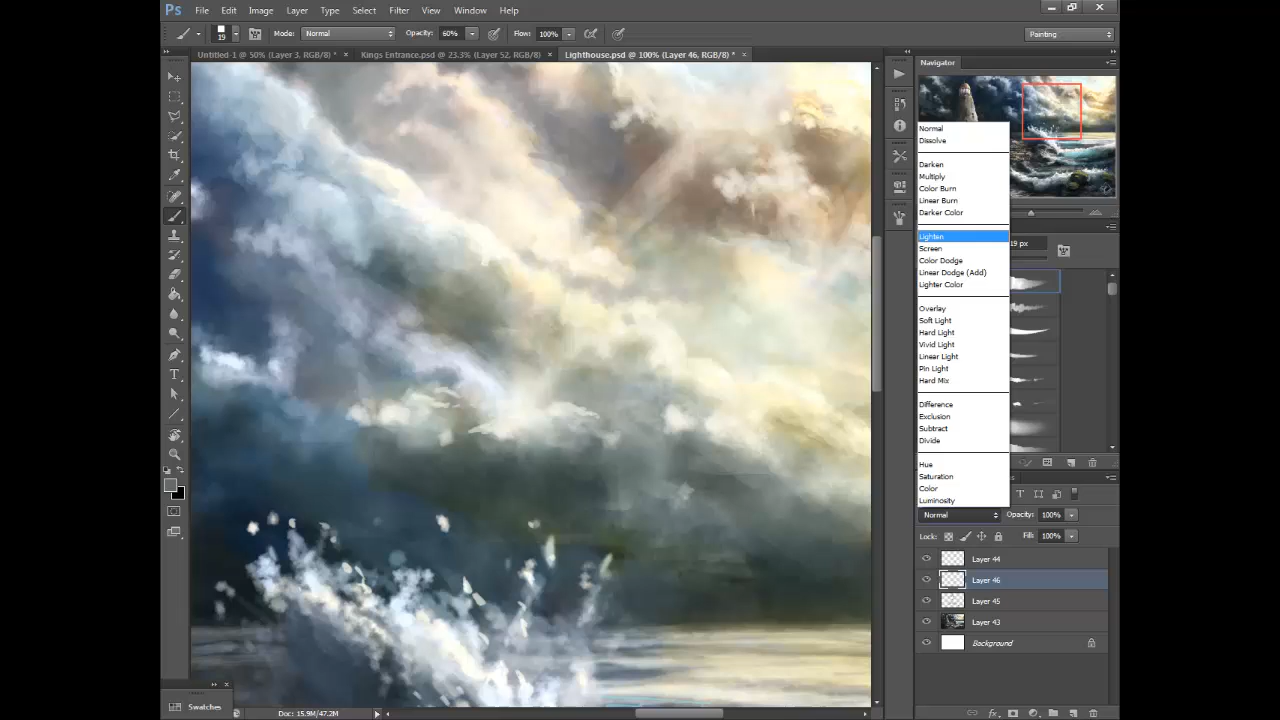 Ps File Edit Image Layer Type Select Filter View Window Help
19 Mode: Normal Opacity: 60% Flow: 100% Painting
Untitled-1 @ 50% (Layer 3, RGB/8) * × Kings Entrance.psd @ 23.3% (Layer 52, RGB/8) × Lighthouse.psd @ 100% (Layer 46, RGB/8) * ×
Navigator
Normal
Dissolve
Darken
Multiply
Color Burn
Linear Burn
Darker Color
Lighten
19 px
Screen
Color Dodge
Linear Dodge (Add)
Lighter Color
Overlay
Soft Light
Hard Light
Vivid Light
Linear Light
Pin Light
Hard Mix
Difference
Exclusion
Subtract
Divide
Hue
Saturation
Color
Luminosity
Normal Opacity: 100%
Lock: Fill: 100%
Layer 44
Layer 46
Layer 45
Layer 43
Background
Swatches
Doc: 15.9M/47.2M